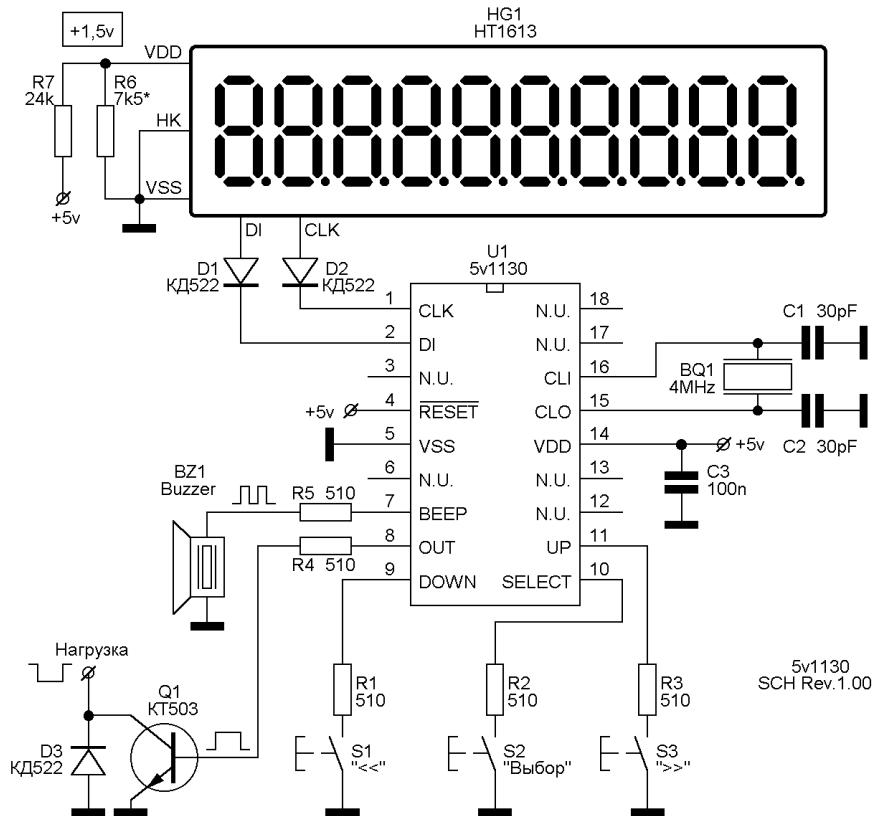 HG1
HT1613
+1,5v
VDD
R7
24k
R6
7k5*
HK
VSS
+5v
DI
CLK
D1
КД522
D2
КД522
U1
5v1130
1
CLK
2
DI
3
N.U.
4
RESET
+5v
5
VSS
6
N.U.
7
BEEP
8
OUT
9
DOWN
18
N.U.
17
N.U.
16
CLI
15
CLO
14
VDD
13
N.U.
12
N.U.
11
UP
10
SELECT
C1 30pF
BQ1
4MHz
C2 30pF
+5v
C3
100n
BZ1
Buzzer
R5 510
R4 510
Нагрузка
Q1
КТ503
D3
КД522
R1
510
R2
510
R3
510
S1
"<<"
S2
"Выбор"
S3
">>"
5v1130
SCH Rev.1.00